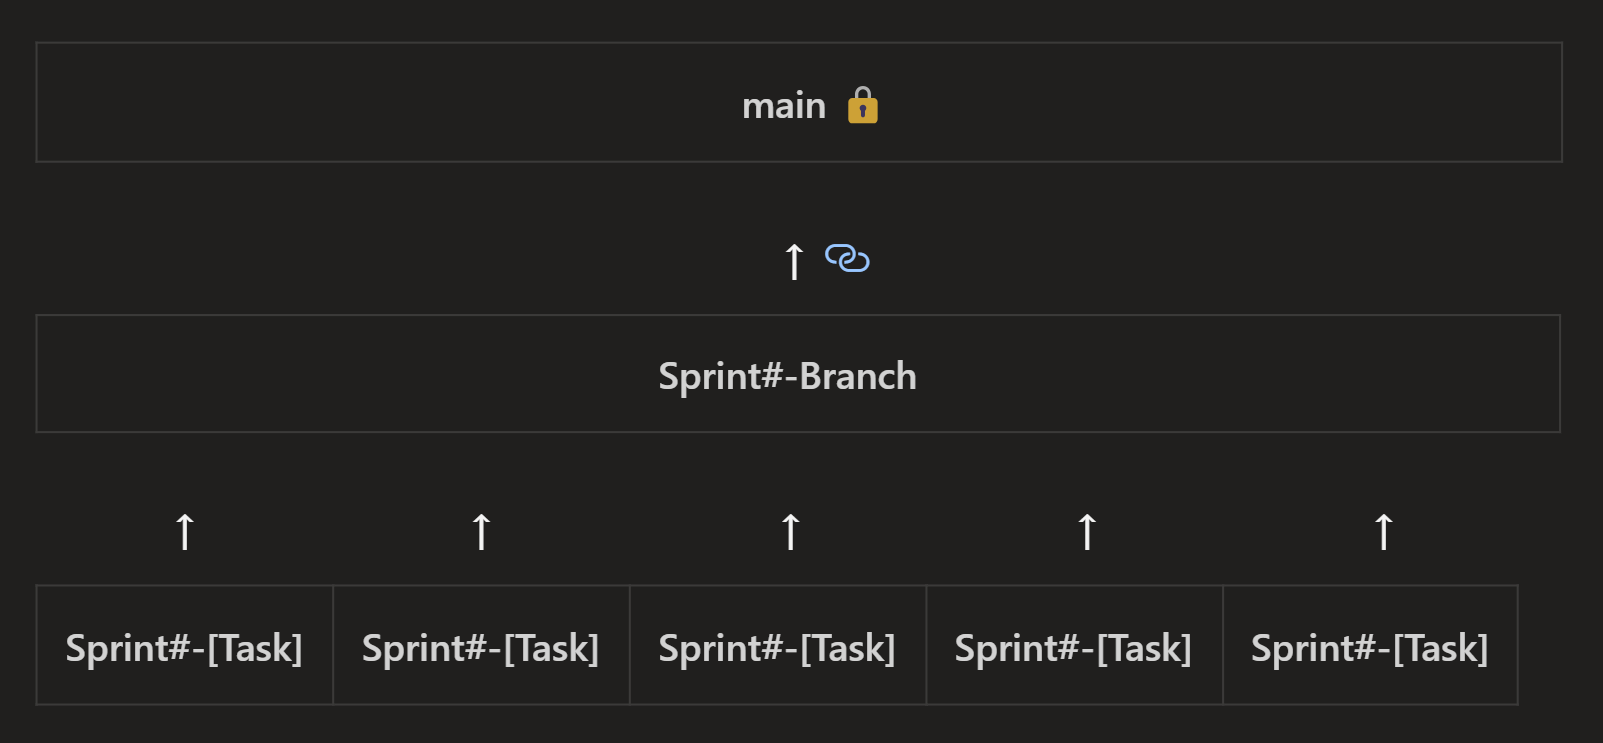 main 🔒
↑
Sprint#-Branch
↑ ↑ ↑ ↑ ↑
Sprint#-[Task] Sprint#-[Task] Sprint#-[Task] Sprint#-[Task] Sprint#-[Task]